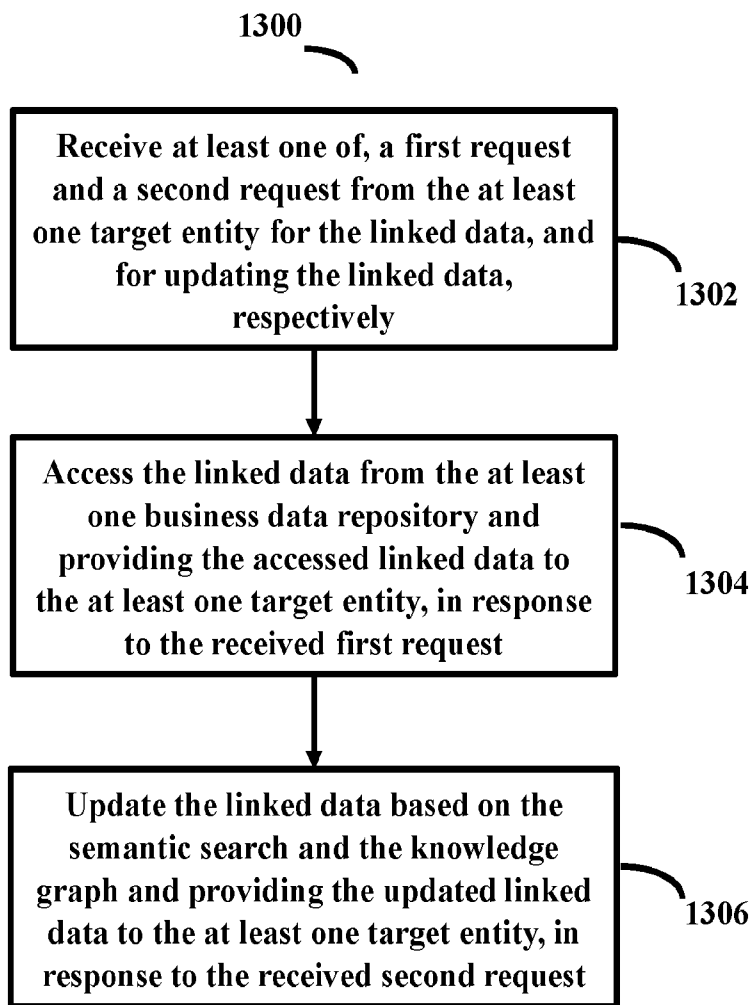 1300
Receive at least one of, a first request
and a second request from the at least
one target entity for the linked data, and
for updating the linked data,
respectively
1302
Access the linked data from the at least
one business data repository and
providing the accessed linked data to
the at least one target entity, in response
to the received first request
1304
Update the linked data based on the
semantic search and the knowledge
graph and providing the updated linked
data to the at least one target entity, in
response to the received second request
1306